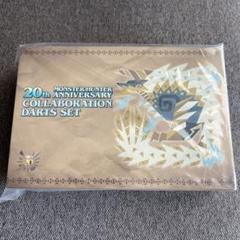 20th MONSTER HUNTER
ANNIVERSARY
COLLABORATION
DARTS SET